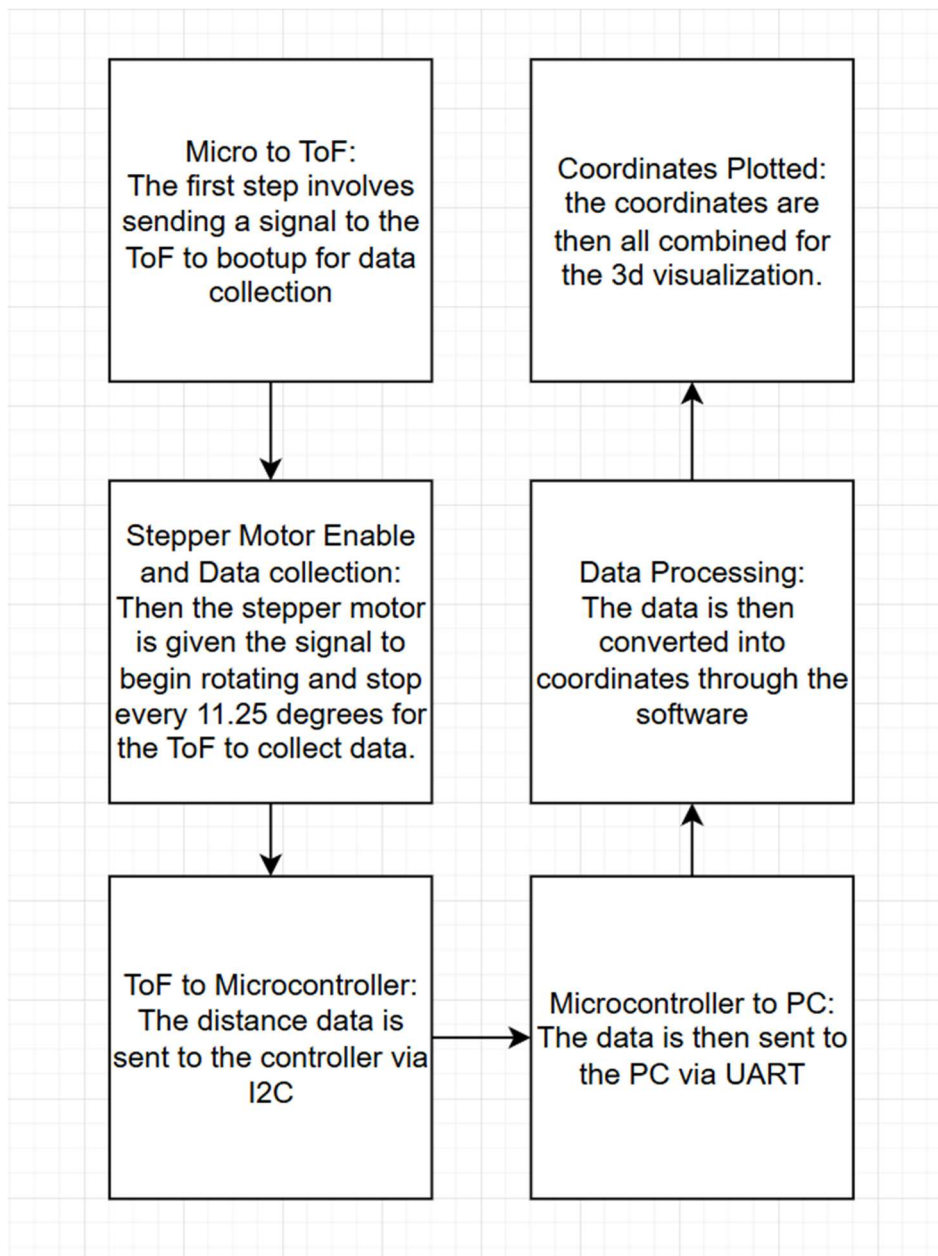 Micro to ToF:
The first step involves
sending a signal to the
ToF to bootup for data
collection
Stepper Motor Enable
and Data collection:
Then the stepper motor
is given the signal to
begin rotating and stop
every 11.25 degrees for
the ToF to collect data.
ToF to Microcontroller:
The distance data is
sent to the controller via
I2C
Microcontroller to PC:
The data is then sent to
the PC via UART
Data Processing:
The data is then
converted into
coordinates through the
software
Coordinates Plotted:
the coordinates are
then all combined for
the 3d visualization.